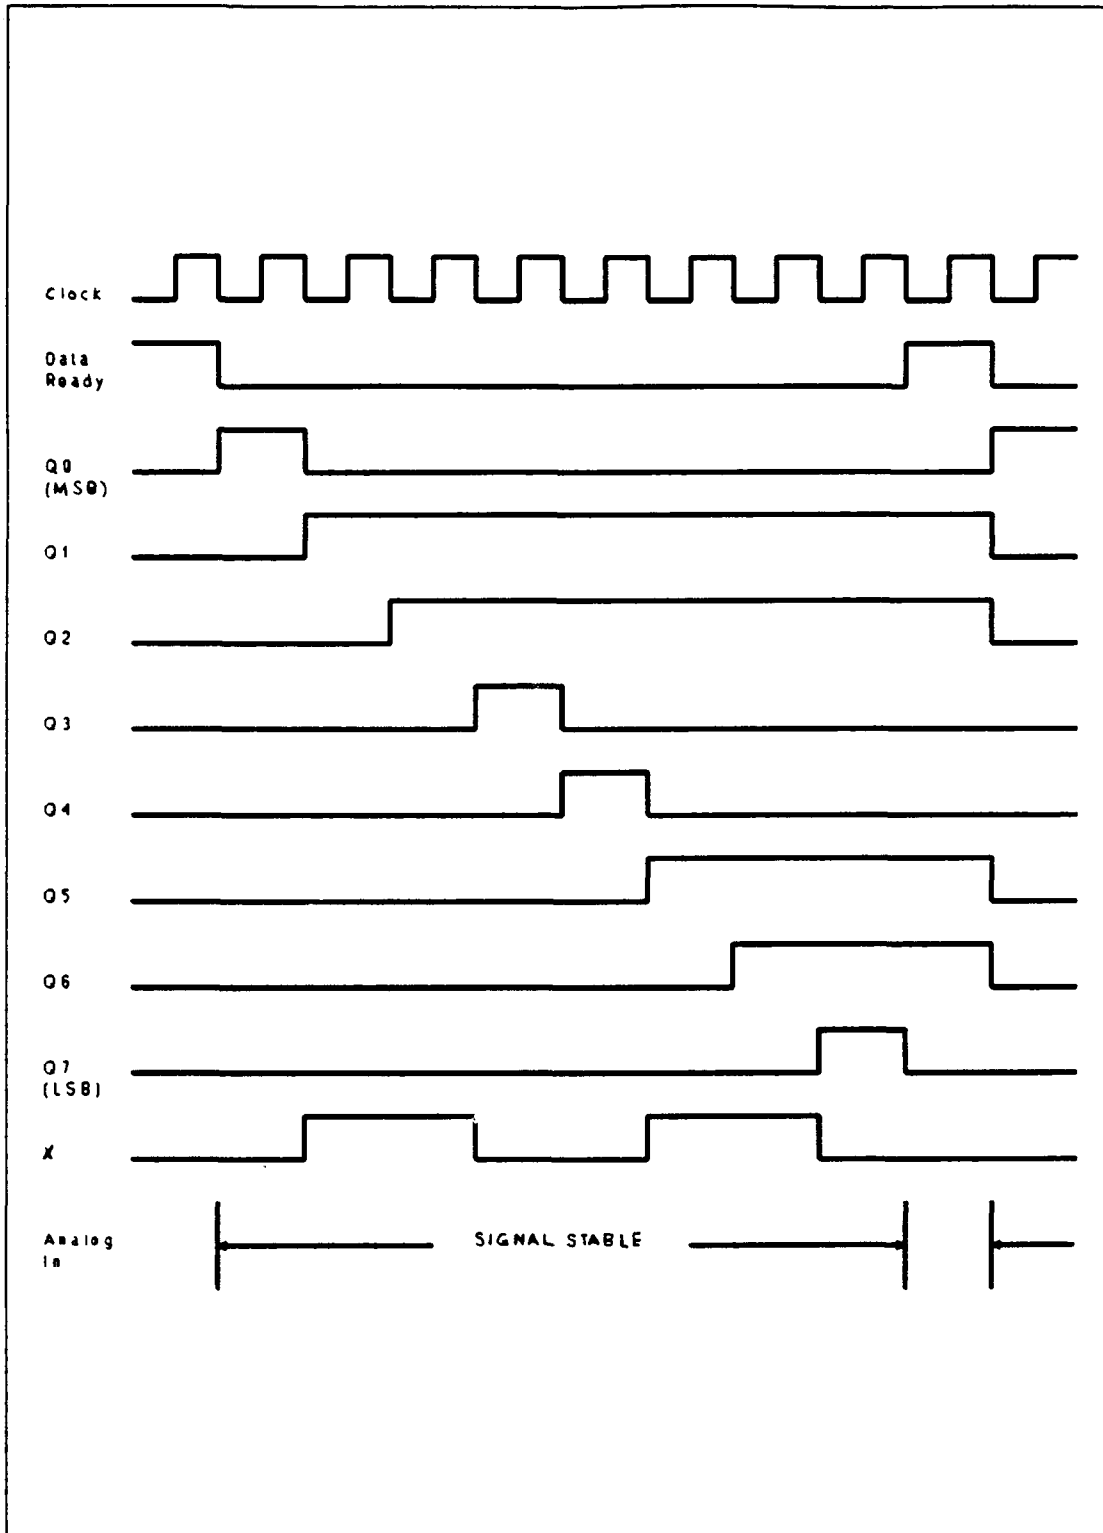 Clock
Data
Ready
Q0
(MSB)
Q1
Q2
Q3
Q4
Q5
Q6
Q7
(LSB)
X
Analog
In
SIGNAL STABLE